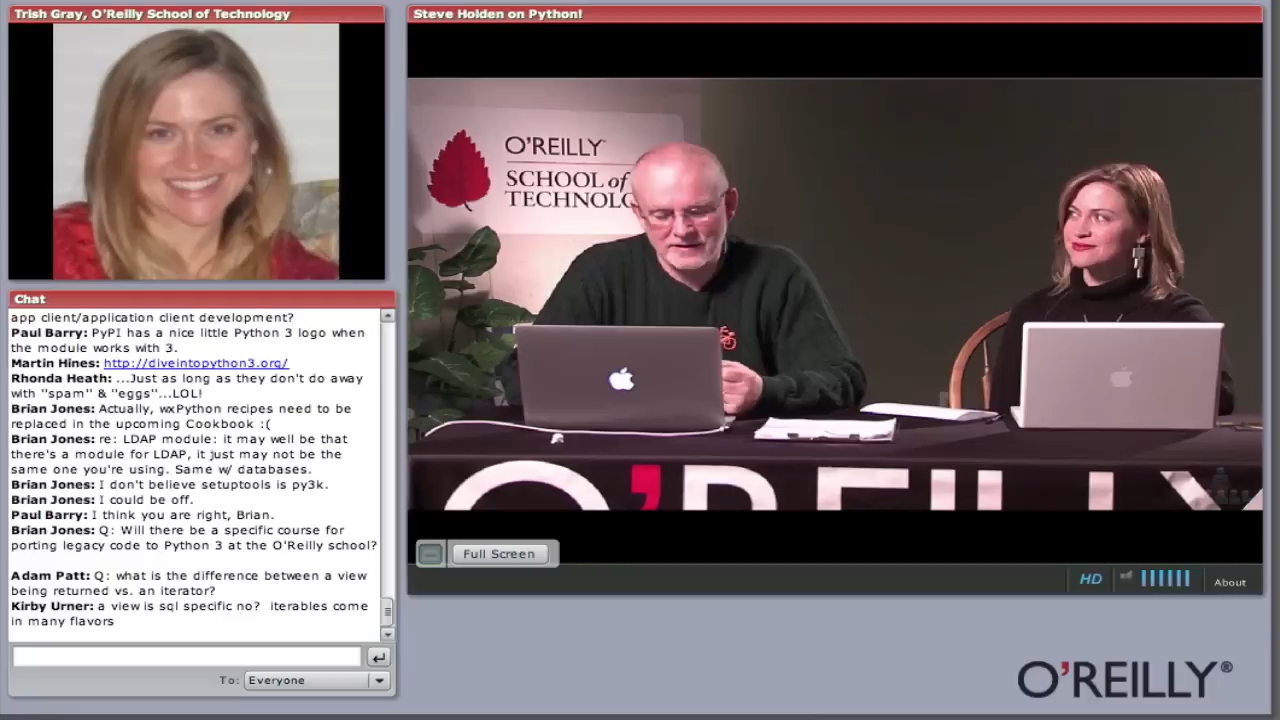 Trish Gray, O'Reilly School of Technology
Steve Holden on Python!
O'REILLY
SCHOOL of
TECHNOLO
O'REILLY
Chat
app client/application client development?
Paul Barry: PyPI has a nice little Python 3 logo when
the module works with 3.
Martin Hines: http://diveintopython3.org/
Rhonda Heath: ...Just as long as they don't do away
with "spam" & "eggs"...LOL!
Brian Jones: Actually, wxPython recipes need to be
replaced in the upcoming Cookbook :(
Brian Jones: re: LDAP module: it may well be that
there's a module for LDAP, it just may not be the
same one you're using. Same w/ databases.
Brian Jones: I don't believe setuptools is py3k.
Brian Jones: I could be off.
Paul Barry: I think you are right, Brian.
Brian Jones: Q: Will there be a specific course for
porting legacy code to Python 3 at the O'Reilly school?
Adam Patt: Q: what is the difference between a view
being returned vs. an iterator?
Kirby Urner: a view is sql specific no? iterables come
in many flavors
To: Everyone
Full Screen
HD
About
O'REILLY®